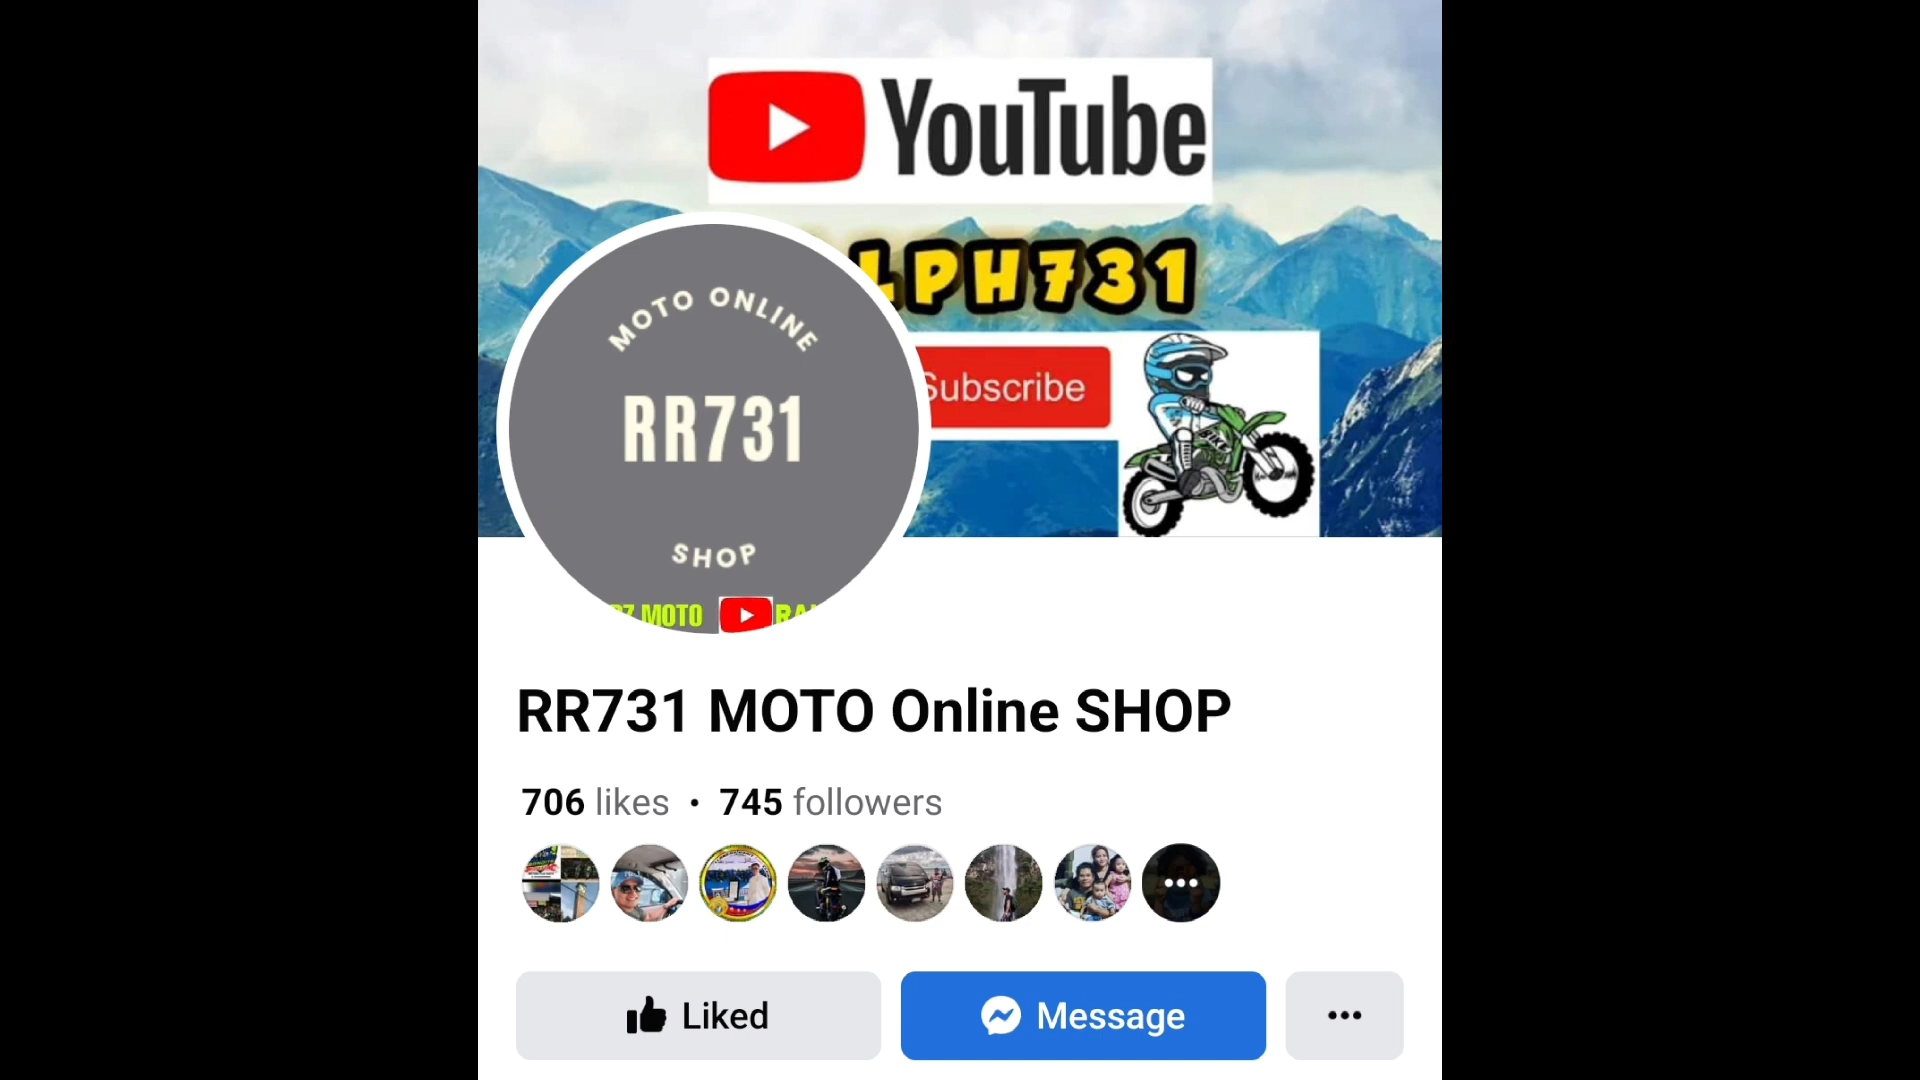 YouTube
LPH731
Subscribe
MOTO ONLINE
RR731
SHOP
MOTO
RR731 MOTO Online SHOP
706 likes • 745 followers
Liked
Message